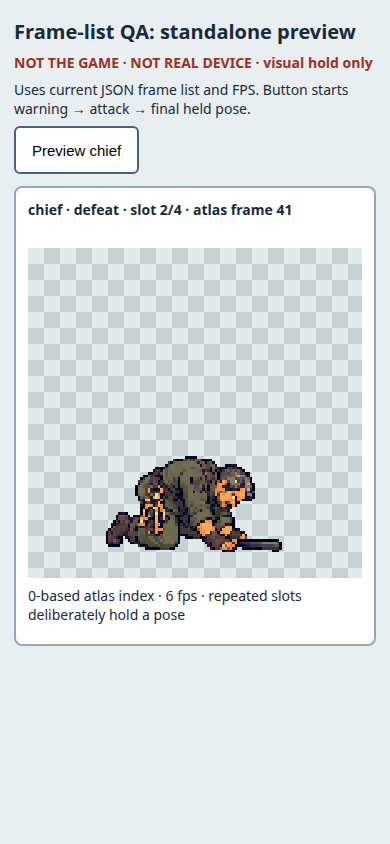 Frame-list QA: standalone preview
NOT THE GAME · NOT REAL DEVICE · visual hold only
Uses current JSON frame list and FPS. Button starts
warning → attack → final held pose.
Preview chief
chief · defeat · slot 2/4 · atlas frame 41
0-based atlas index · 6 fps · repeated slots
deliberately hold a pose